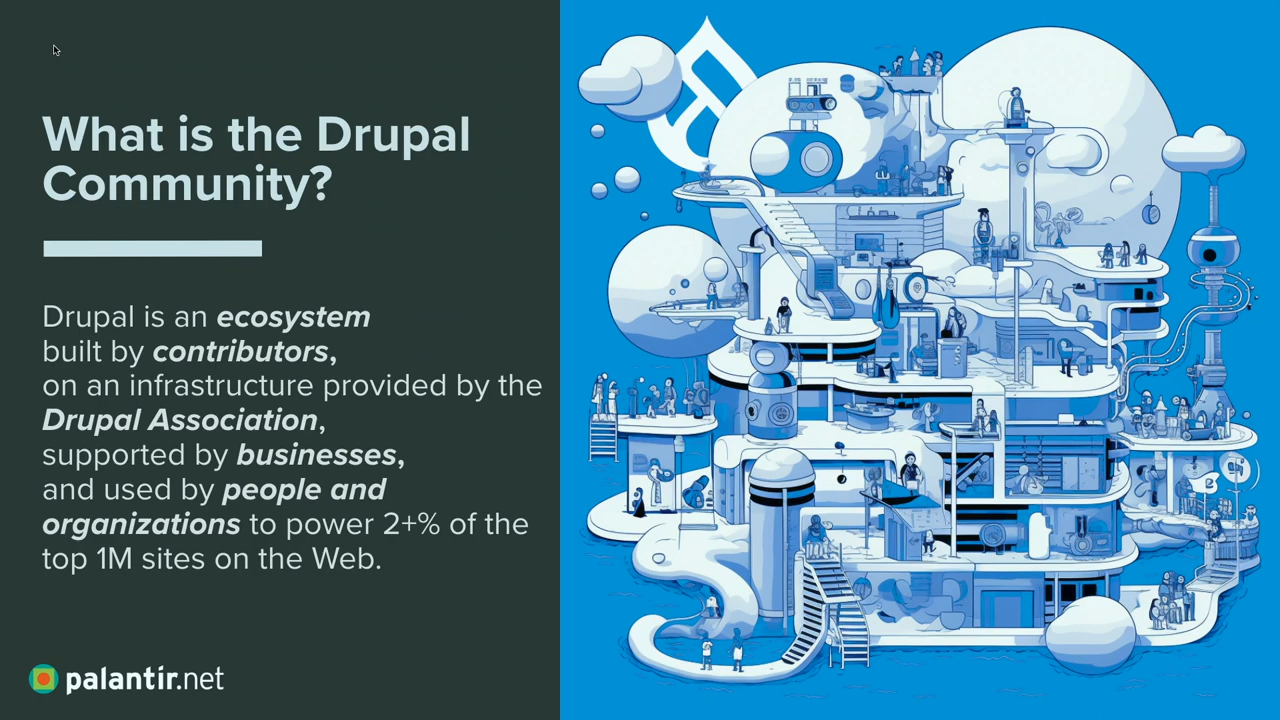 What is the Drupal
Community?
Drupal is an ecosystem
built by contributors,
on an infrastructure provided by the
Drupal Association,
supported by businesses,
and used by people and
organizations to power 2+% of the
top 1M sites on the Web.
palantir.net